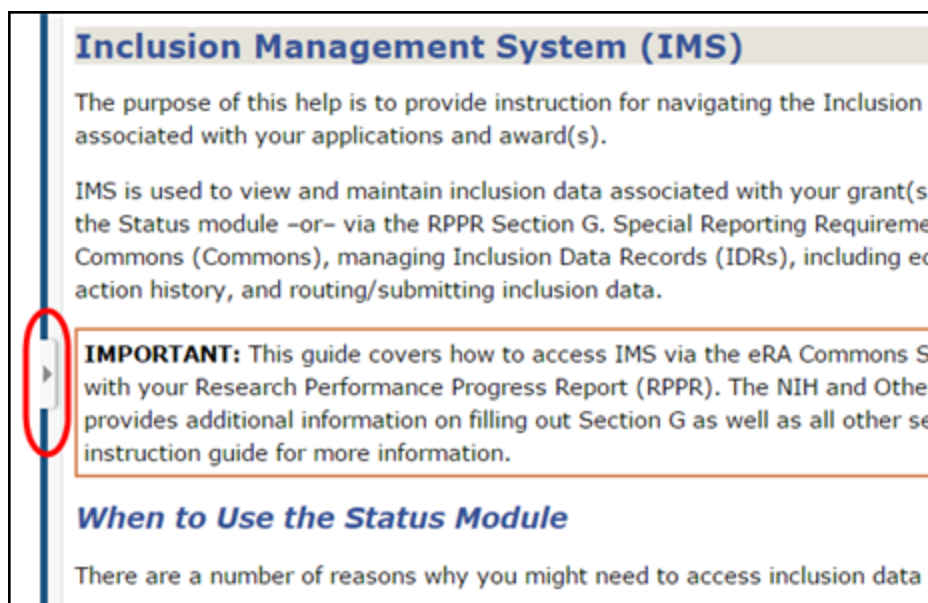 Inclusion Management System (IMS)
The purpose of this help is to provide instruction for navigating the Inclusion
associated with your applications and award(s).
IMS is used to view and maintain inclusion data associated with your grant(s
the Status module –or– via the RPPR Section G. Special Reporting Requireme
Commons (Commons), managing Inclusion Data Records (IDRs), including ed
action history, and routing/submitting inclusion data.
IMPORTANT: This guide covers how to access IMS via the eRA Commons S
with your Research Performance Progress Report (RPPR). The NIH and Othe
provides additional information on filling out Section G as well as all other se
instruction guide for more information.
When to Use the Status Module
There are a number of reasons why you might need to access inclusion data